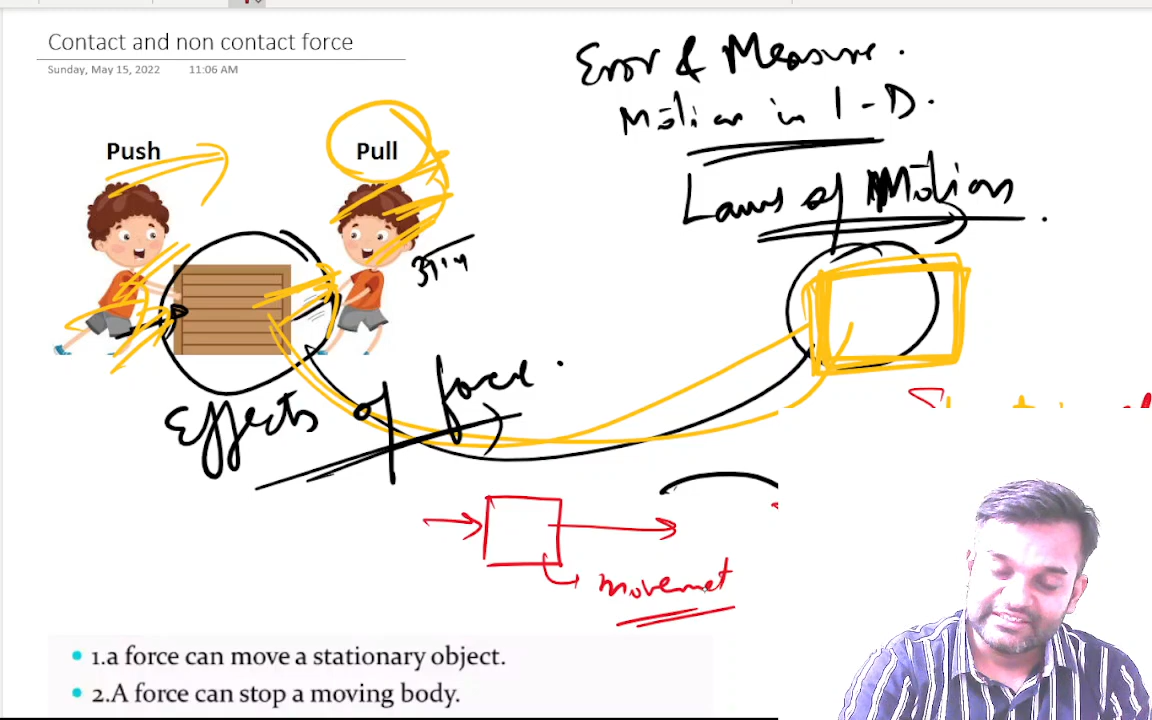 Contact and non contact force
Sunday, May 15, 2022 11:06 AM
Error & Measure.
Motion in 1-D.
Laws of Motion.
Push
Pull
Effects of force.
movemet
1.a force can move a stationary object.
2.A force can stop a moving body.